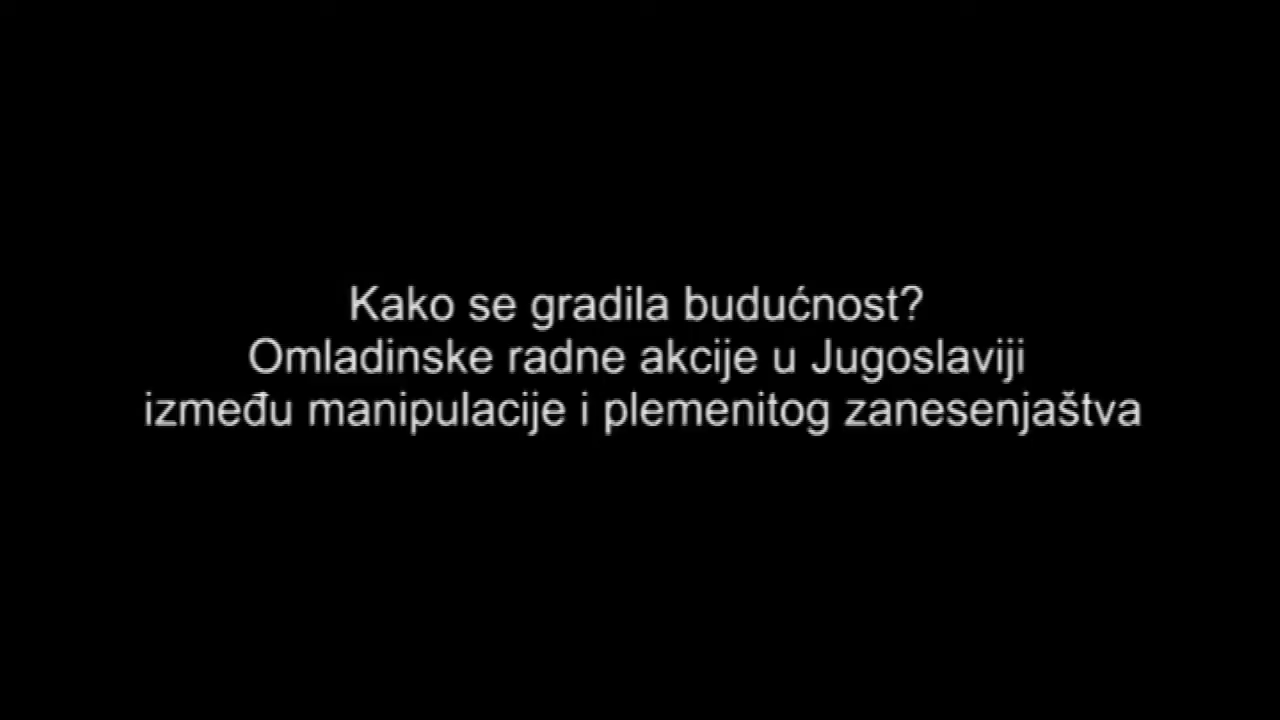 Kako se gradila budućnost?
Omladinske radne akcije u Jugoslaviji
između manipulacije i plemenitog zanesenjaštva